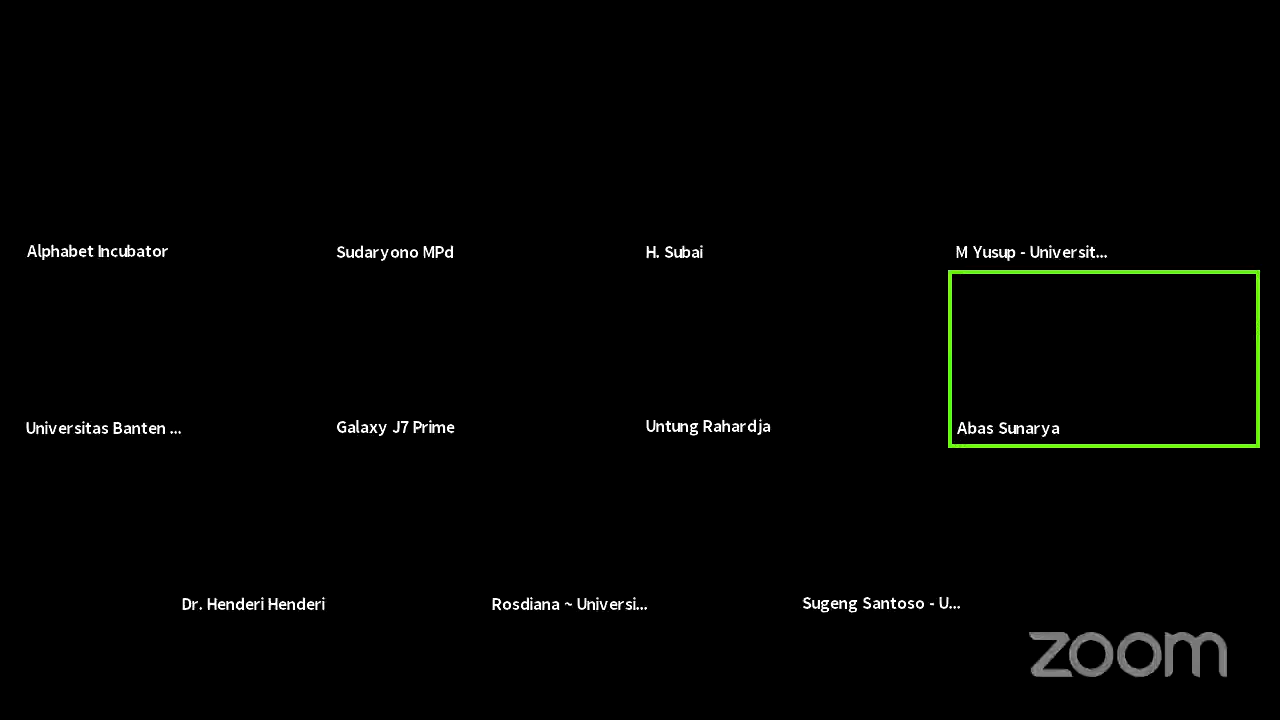 Alphabet Incubator
Sudaryono MPd
H. Subai
M Yusup - Universit...
Universitas Banten ...
Galaxy J7 Prime
Untung Rahardja
Abas Sunarya
Dr. Henderi Henderi
Rosdiana ~ Universi...
Sugeng Santoso - U...
zoom